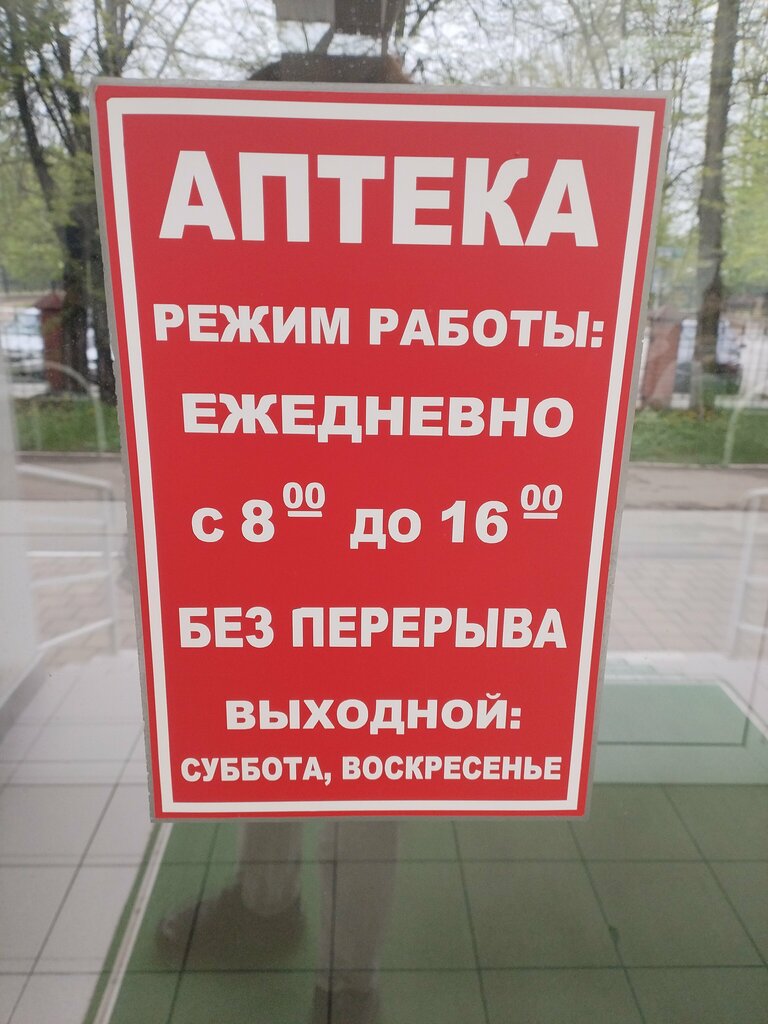 АПТЕКА
РЕЖИМ РАБОТЫ:
ЕЖЕДНЕВНО
С 8 00 ДО 16 00
БЕЗ ПЕРЕРЫВА
ВЫХОДНОЙ:
СУББОТА, ВОСКРЕСЕНЬЕ